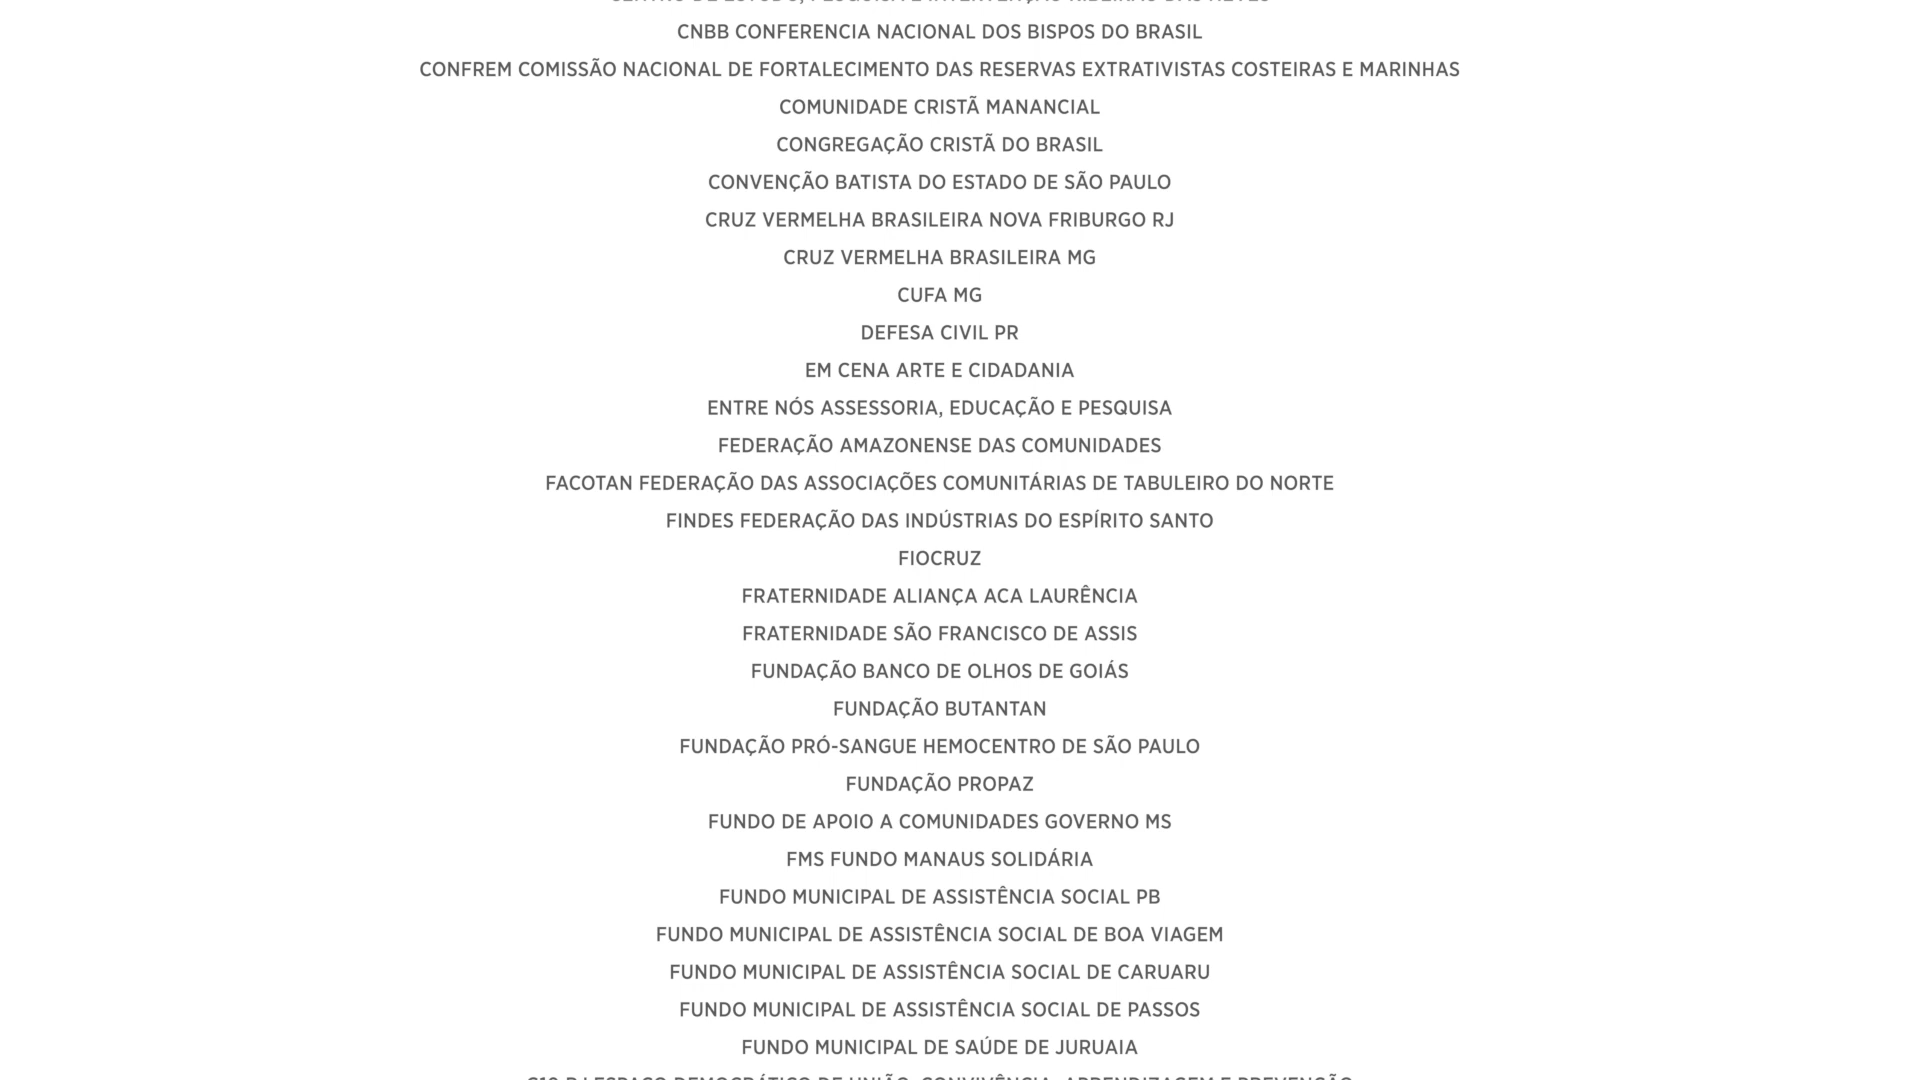 CNBB CONFERENCIA NACIONAL DOS BISPOS DO BRASIL
CONFREM COMISSÃO NACIONAL DE FORTALECIMENTO DAS RESERVAS EXTRATIVISTAS COSTEIRAS E MARINHAS
COMUNIDADE CRISTÃ MANANCIAL
CONGREGAÇÃO CRISTÃ DO BRASIL
CONVENÇÃO BATISTA DO ESTADO DE SÃO PAULO
CRUZ VERMELHA BRASILEIRA NOVA FRIBURGO RJ
CRUZ VERMELHA BRASILEIRA MG
CUFA MG
DEFESA CIVIL PR
EM CENA ARTE E CIDADANIA
ENTRE NÓS ASSESSORIA, EDUCAÇÃO E PESQUISA
FEDERAÇÃO AMAZONENSE DAS COMUNIDADES
FACOTAN FEDERAÇÃO DAS ASSOCIAÇÕES COMUNITÁRIAS DE TABULEIRO DO NORTE
FINDES FEDERAÇÃO DAS INDÚSTRIAS DO ESPÍRITO SANTO
FIOCRUZ
FRATERNIDADE ALIANÇA ACA LAURÊNCIA
FRATERNIDADE SÃO FRANCISCO DE ASSIS
FUNDAÇÃO BANCO DE OLHOS DE GOIÁS
FUNDAÇÃO BUTANTAN
FUNDAÇÃO PRÓ-SANGUE HEMOCENTRO DE SÃO PAULO
FUNDAÇÃO PROPAZ
FUNDO DE APOIO A COMUNIDADES GOVERNO MS
FMS FUNDO MANAUS SOLIDÁRIA
FUNDO MUNICIPAL DE ASSISTÊNCIA SOCIAL PB
FUNDO MUNICIPAL DE ASSISTÊNCIA SOCIAL DE BOA VIAGEM
FUNDO MUNICIPAL DE ASSISTÊNCIA SOCIAL DE CARUARU
FUNDO MUNICIPAL DE ASSISTÊNCIA SOCIAL DE PASSOS
FUNDO MUNICIPAL DE SAÚDE DE JURUAIA
ESPAÇO DEMOCRÁTICO DE UNIÃO, CONVIVÊNCIA, APRENDIZAGEM E PREVENÇÃO